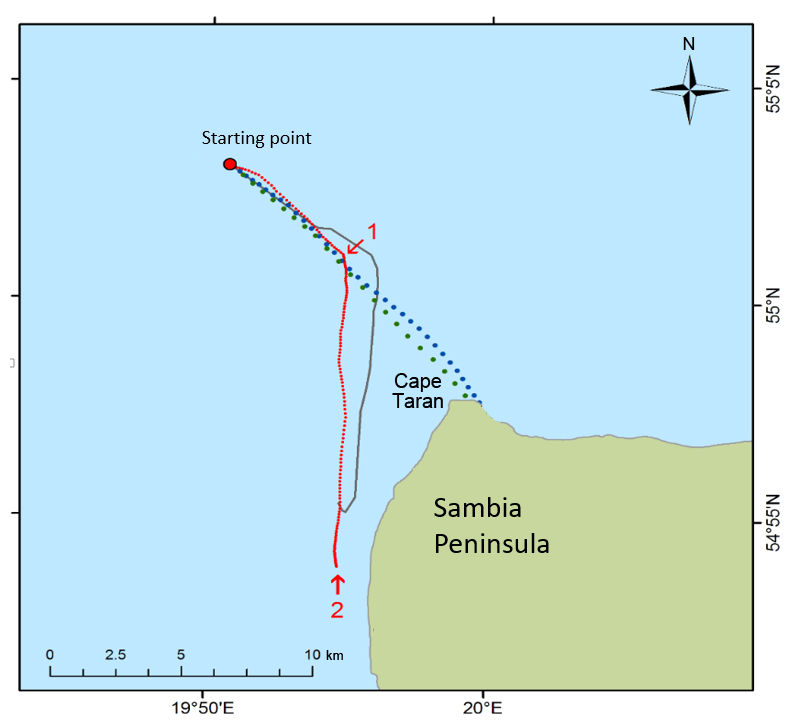 N
55°5'N
Starting point
1
55°N
Cape
Taran
Sambia
Peninsula
54°55'N
2
0 2.5 5 10 km
19°50'E 20°E